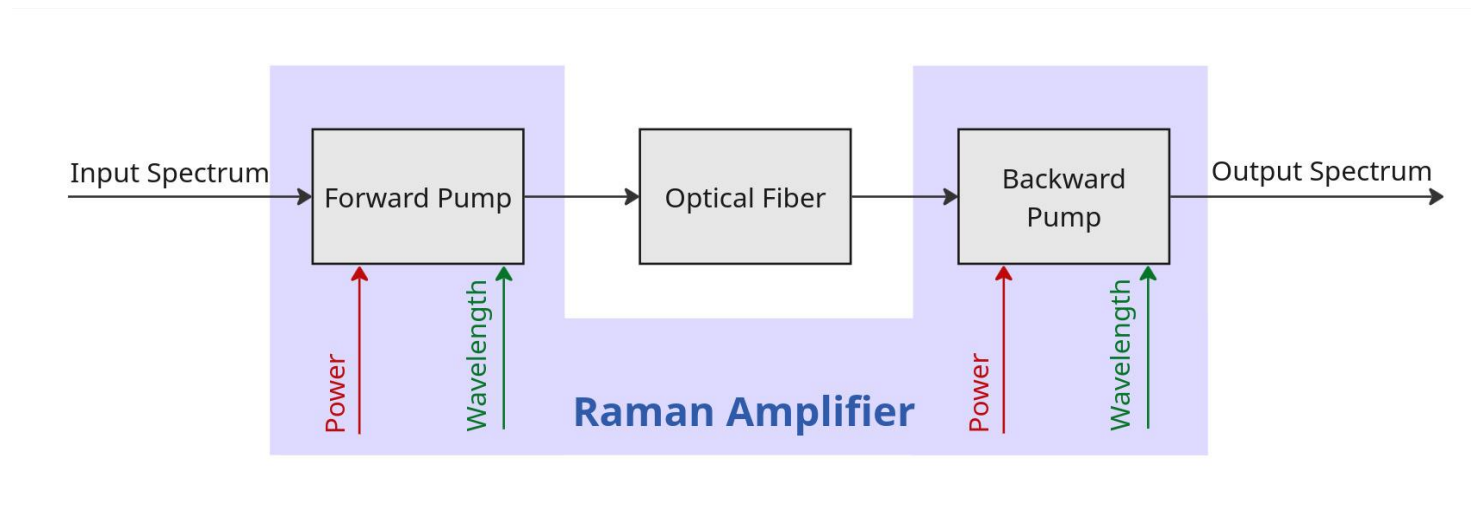 Input Spectrum
Forward Pump
Optical Fiber
Backward
Pump
Output Spectrum
Power
Wavelength
Power
Wavelength
Raman Amplifier